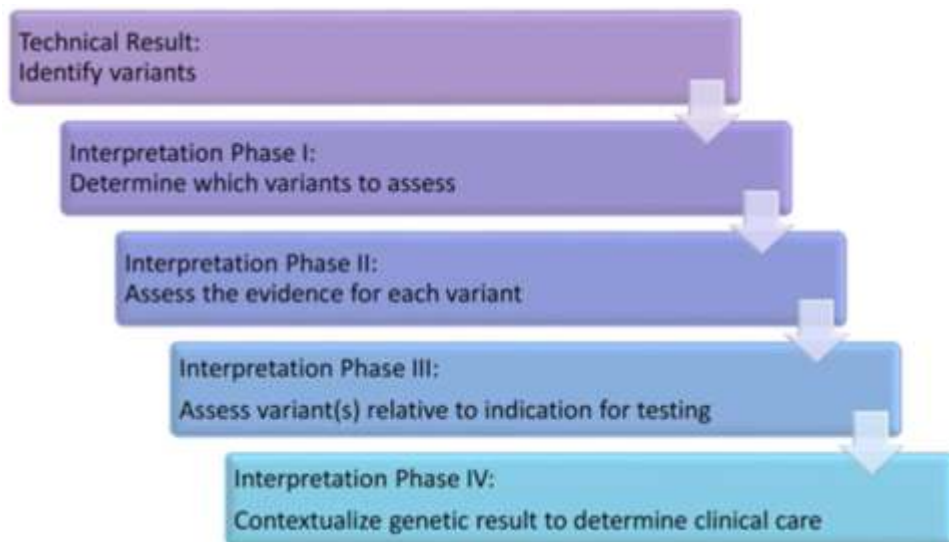 Technical Result:
Identify variants
Interpretation Phase I:
Determine which variants to assess
Interpretation Phase II:
Assess the evidence for each variant
Interpretation Phase III:
Assess variant(s) relative to indication for testing
Interpretation Phase IV:
Contextualize genetic result to determine clinical care